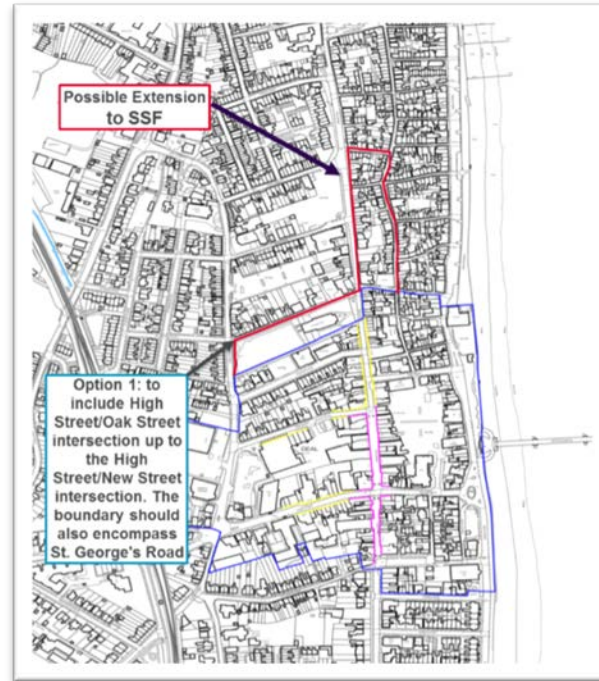 Possible Extension
to SSF
Option 1: to
include High
Street/Oak Street
intersection up to
the High
Street/New Street
intersection. The
boundary should
also encompass
St. George's Road
DEAL